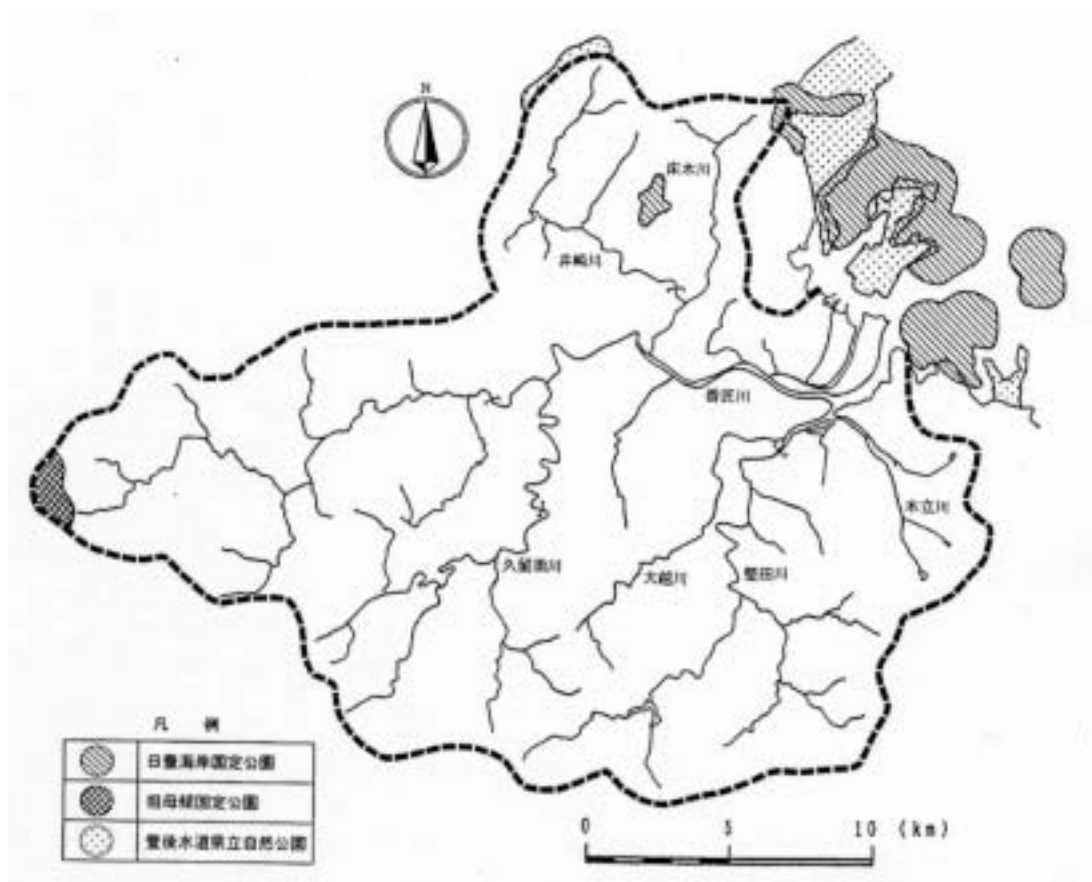 N
床木川
井崎川
番匠川
木立川
久留須川
大越川
堅田川
凡 例
日豊海岸国定公園
祖母傾国定公園
豊後水道県立自然公園
0 5 10 (km)